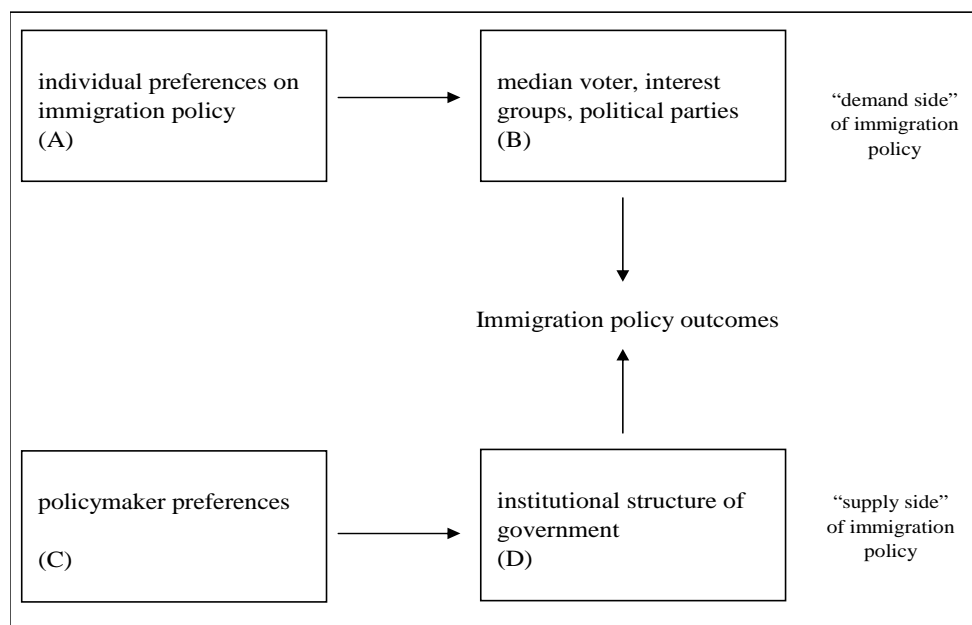 individual preferences on
immigration policy
(A)
median voter, interest
groups, political parties
(B)
“demand side”
of immigration
policy
Immigration policy outcomes
policymaker preferences
(C)
institutional structure of
government
(D)
“supply side”
of immigration
policy